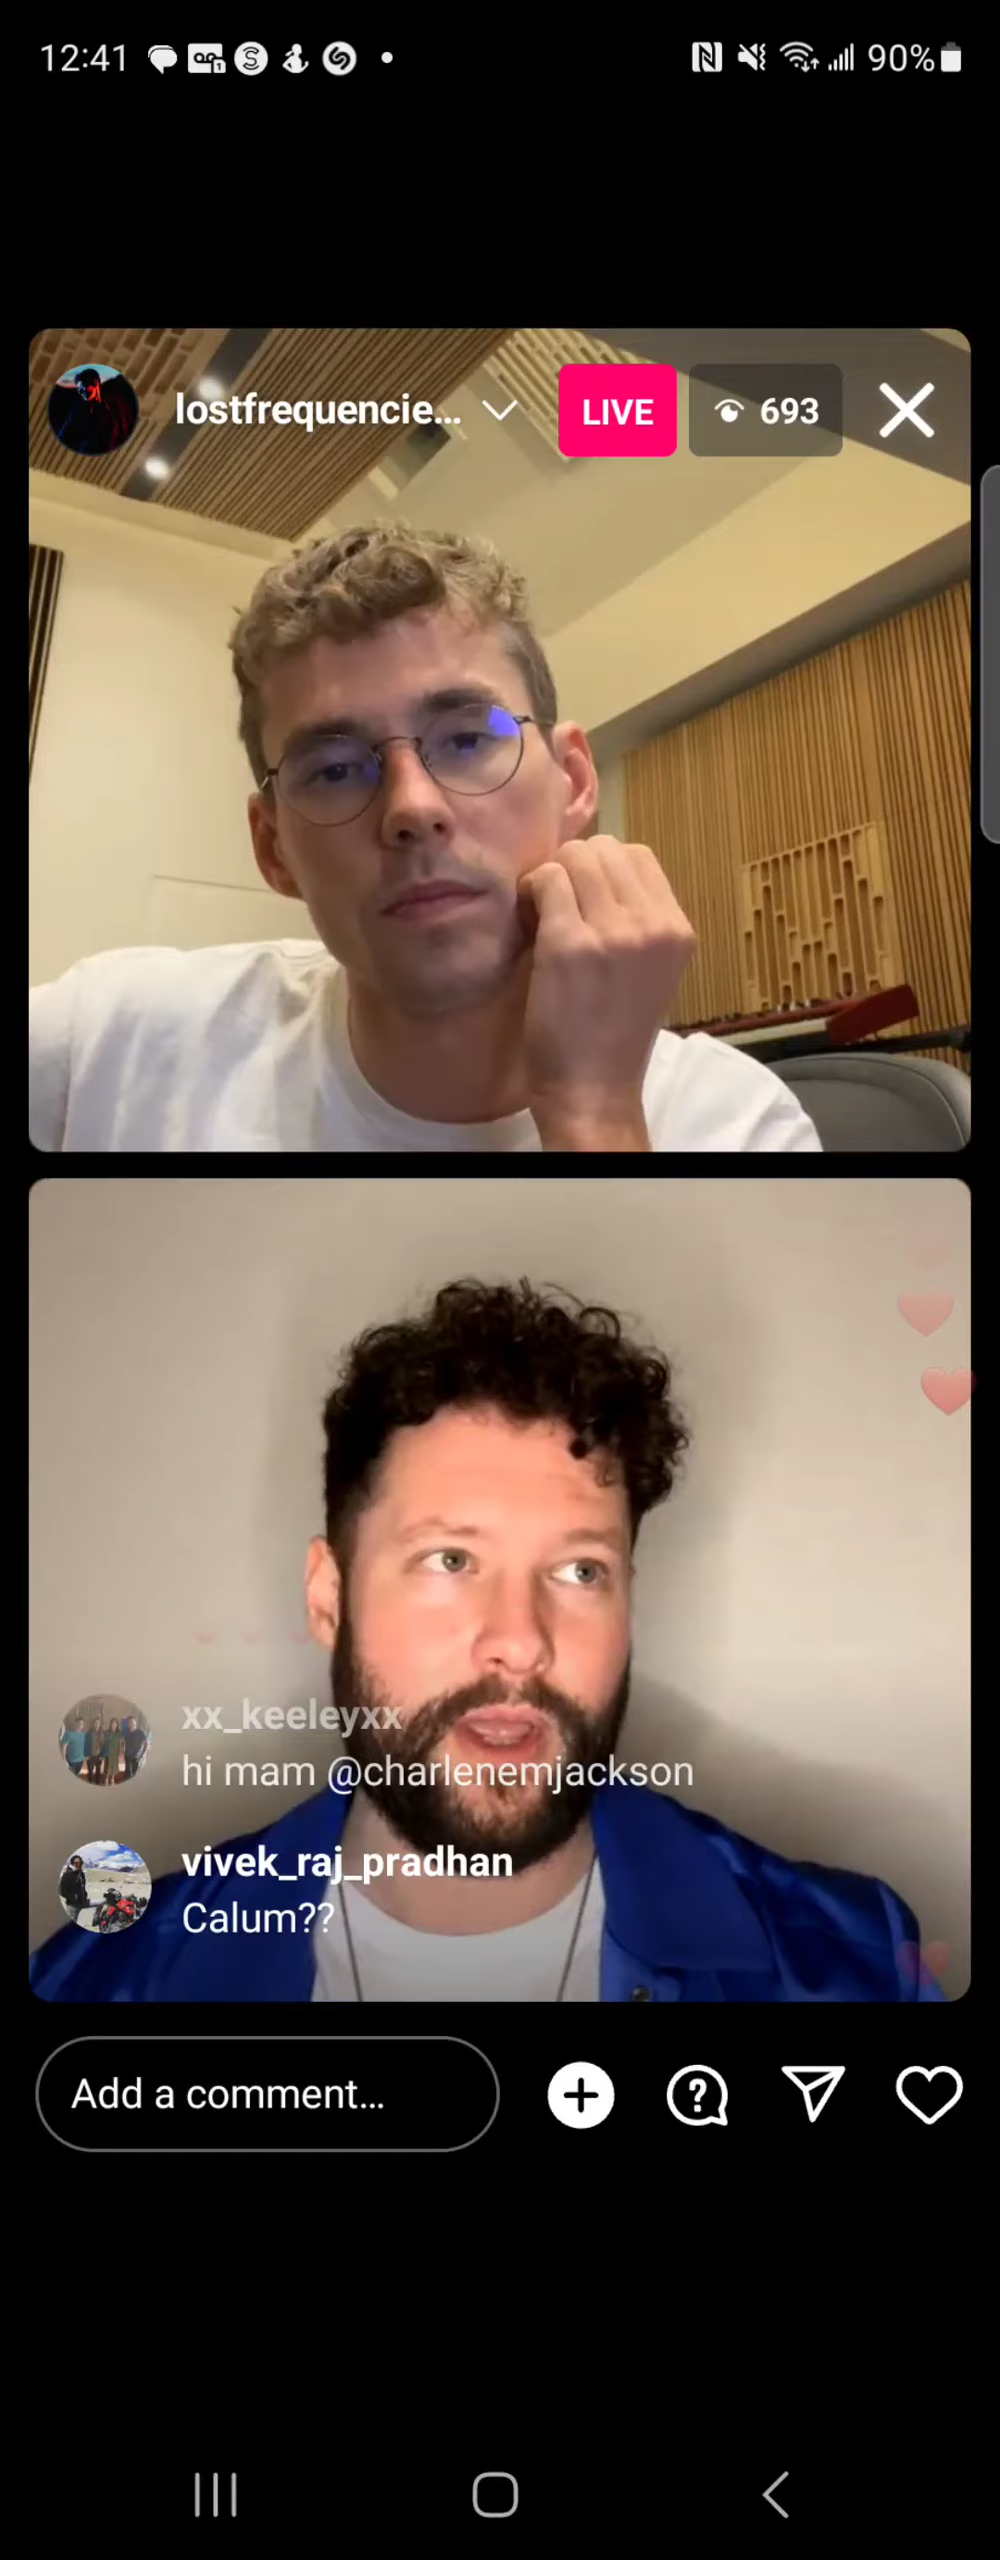 12:41
90%
lostfrequencie...
LIVE
693
xx_keeleyxx
hi mam @charlenemjackson
vivek_raj_pradhan
Calum??
Add a comment...